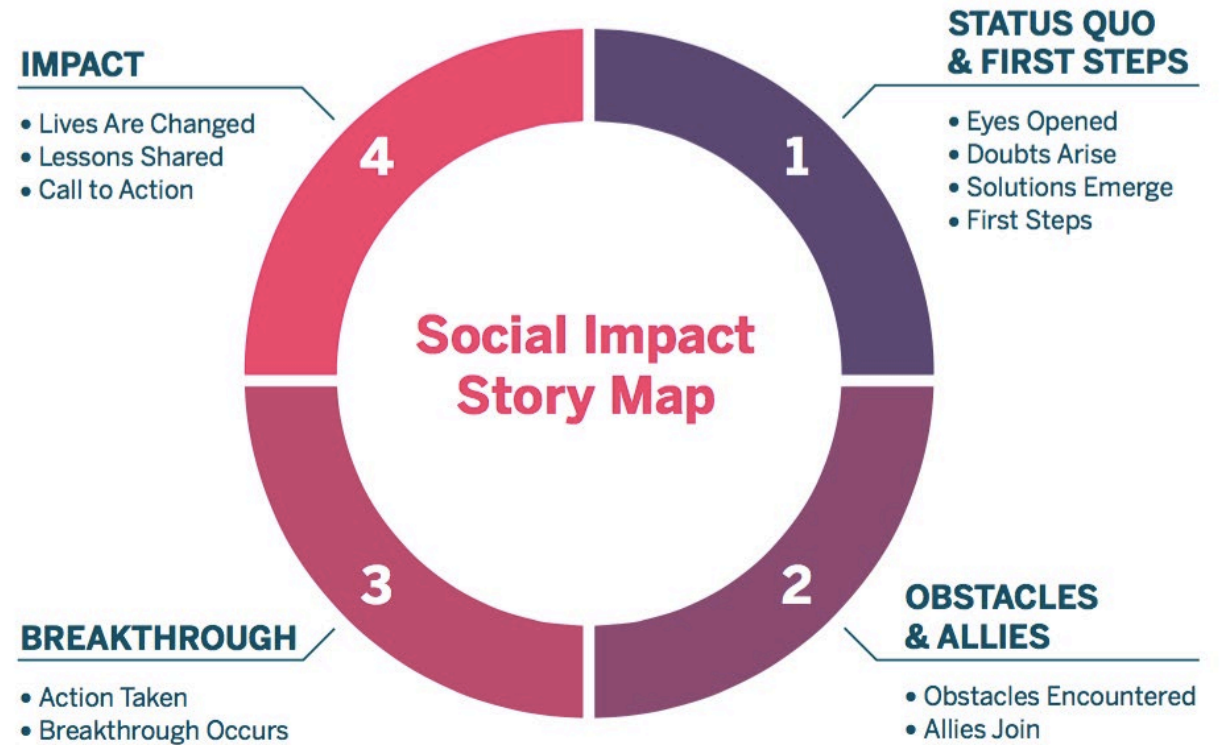 STATUS QUO
& FIRST STEPS
• Eyes Opened
• Doubts Arise
• Solutions Emerge
• First Steps
1
OBSTACLES
& ALLIES
• Obstacles Encountered
• Allies Join
2
BREAKTHROUGH
• Action Taken
• Breakthrough Occurs
3
IMPACT
• Lives Are Changed
• Lessons Shared
• Call to Action
4
Social Impact
Story Map